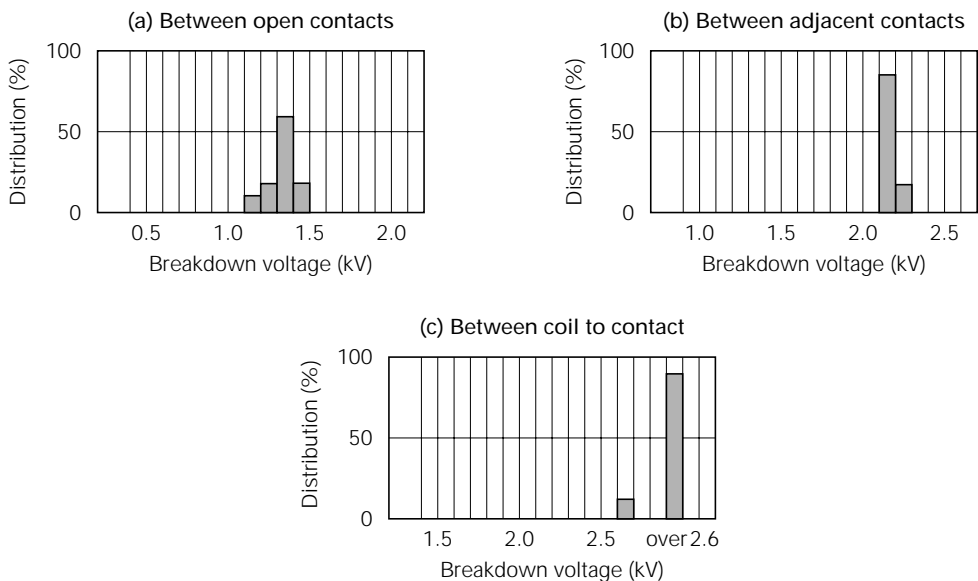 (a) Between open contacts
100
50
0
Distribution (%)
0.5 1.0 1.5 2.0
Breakdown voltage (kV)
(b) Between adjacent contacts
100
50
0
Distribution (%)
1.0 1.5 2.0 2.5
Breakdown voltage (kV)
(c) Between coil to contact
100
50
0
Distribution (%)
1.5 2.0 2.5 over 2.6
Breakdown voltage (kV)